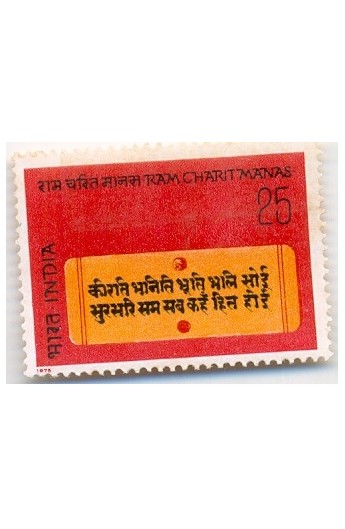 राम चरित मानस RAM CHARIT MANAS
25
कीरति भनिति भूति भलि सोई
सुरसरि सम सब कहँ हित होई
भारत INDIA
1975